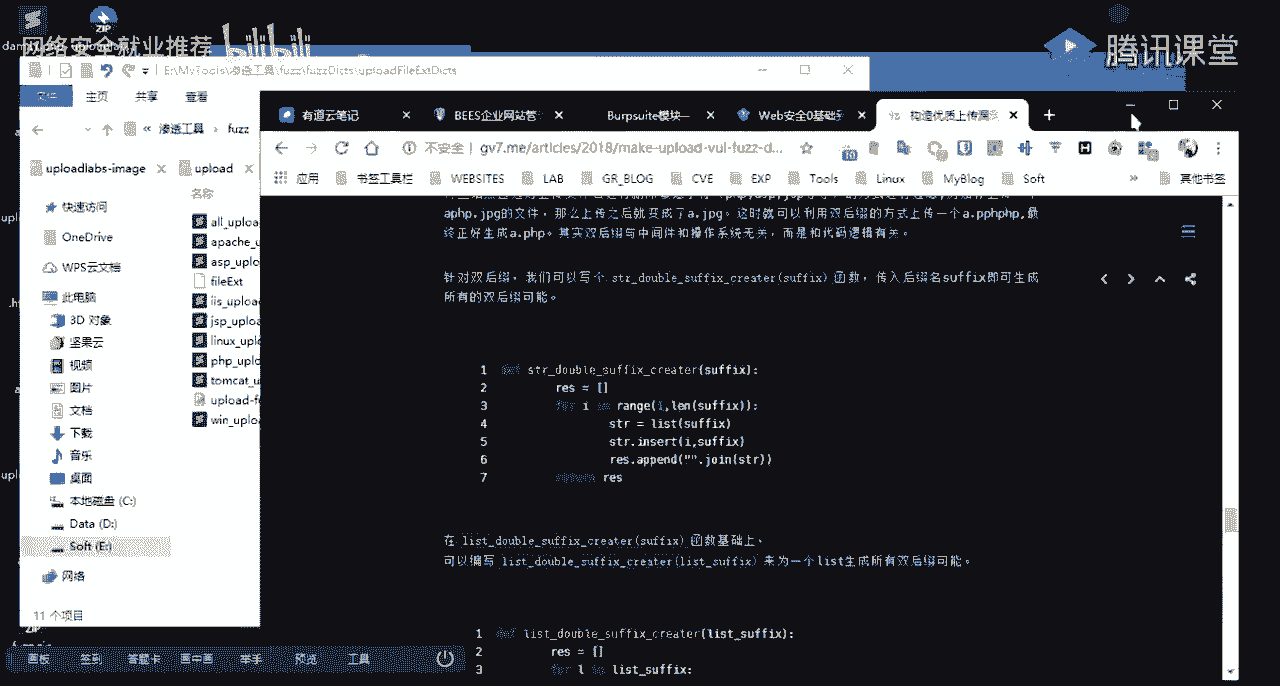 ZIP
网络安全就业推荐
bilibili
腾讯课堂
E:\MyTools\渗透工具\fuzz\fuzzDicts\uploadFileExtDicts
文件
主页
共享
查看
« 渗透工具 › fuzz
uploadlabs-image
upload
名称
快速访问
OneDrive
WPS云文档
此电脑
3D 对象
坚果云
视频
图片
文档
下载
音乐
桌面
本地磁盘 (C:)
Data (D:)
Soft (E:)
网络
11 个项目
all_uploa
apache_u
asp_uplo
fileExt
iis_upload
jsp_uploa
linux_uplo
php_uplo
tomcat_u
upload-fu
win_uploa
有道云笔记
BEES企业网站管
Burpsuite模块—
Web安全0基础
构造优质上传漏洞
不安全 | gv7.me/articles/2018/make-upload-vul-fuzz-d...
应用
书签工具栏
WEBSITES
LAB
GR_BLOG
CVE
EXP
Tools
Linux
MyBlog
Soft
»
其他书签
aphp.jpg的文件，那么上传之后就变成了a.jpg。这时就可以利用双后缀的方式上传一个a.pphphp,最
终正好生成a.php。其实双后缀与中间件和操作系统无关，而是和代码逻辑有关。
针对双后缀，我们可以写个 str_double_suffix_creater(suffix) 函数，传入后缀名suffix即可生成
所有的双后缀可能。
1 def str_double_suffix_creater(suffix):
2 res = []
3 for i in range(1,len(suffix)):
4 str = list(suffix)
5 str.insert(i,suffix)
6 res.append("".join(str))
7 return res
在 list_double_suffix_creater(suffix) 函数基础上，
可以编写 list_double_suffix_creater(list_suffix) 来为一个list生成所有双后缀可能。
1 def list_double_suffix_creater(list_suffix):
2 res = []
3 for l in list_suffix:
画板
签到
答题卡
画中画
举手
预览
工具